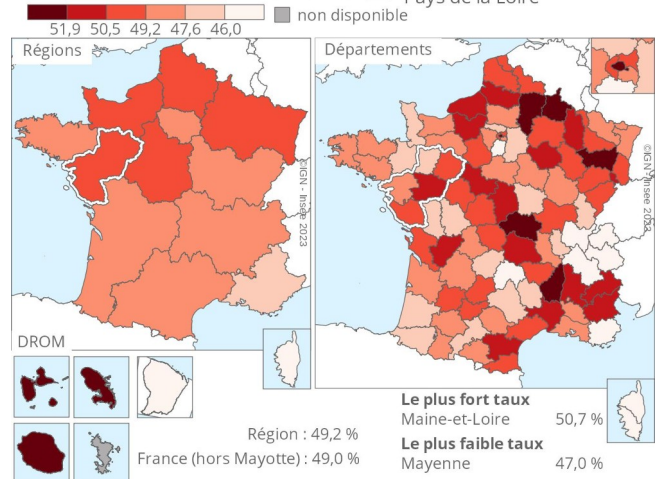 Pays de la Loire
51,9 50,5 49,2 47,6 46,0
non disponible
Régions
Départements
©IGN - Insee 2023
©IGN - Insee 2023
DROM
Région : 49,2 %
France (hors Mayotte) : 49,0 %
Le plus fort taux
Maine-et-Loire 50,7 %
Le plus faible taux
Mayenne 47,0 %